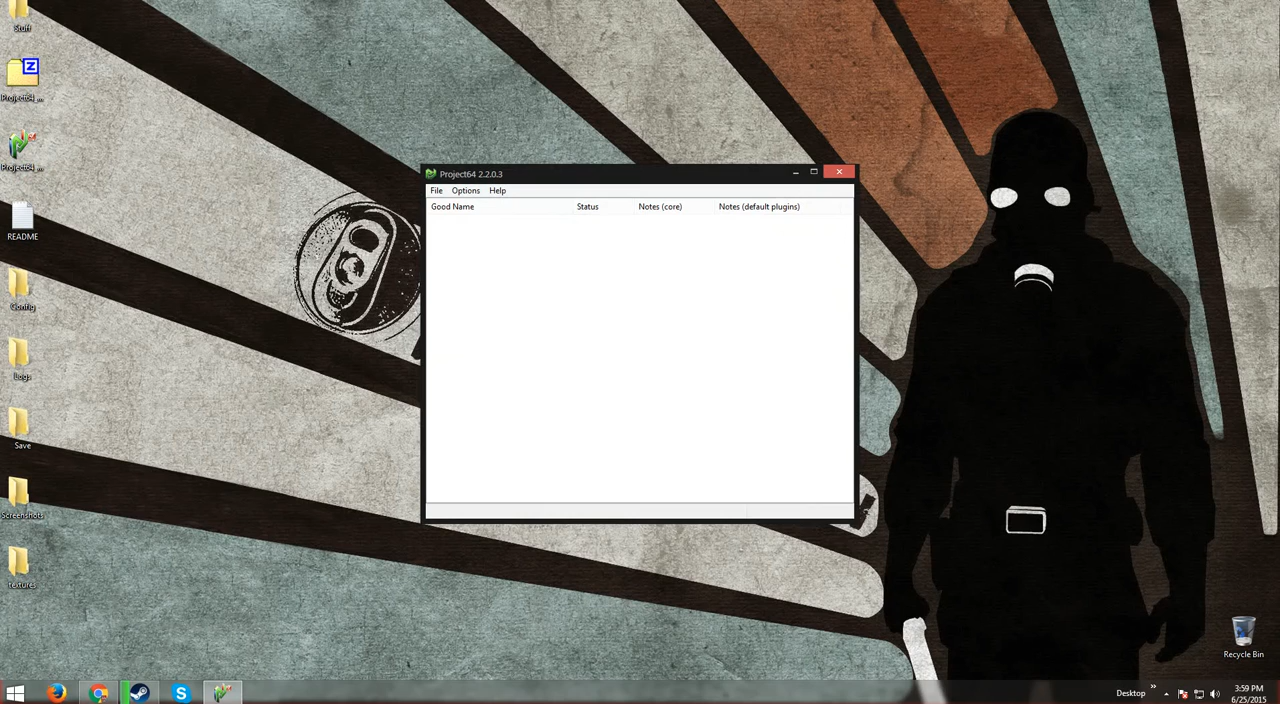 Stuff
Project64 ...
Project64 ...
README
Config
Logs
Save
Screenshots
textures
Project64 2.2.0.3
File Options Help
Good Name Status Notes (core) Notes (default plugins)
Recycle Bin
Desktop
3:59 PM
6/25/2015